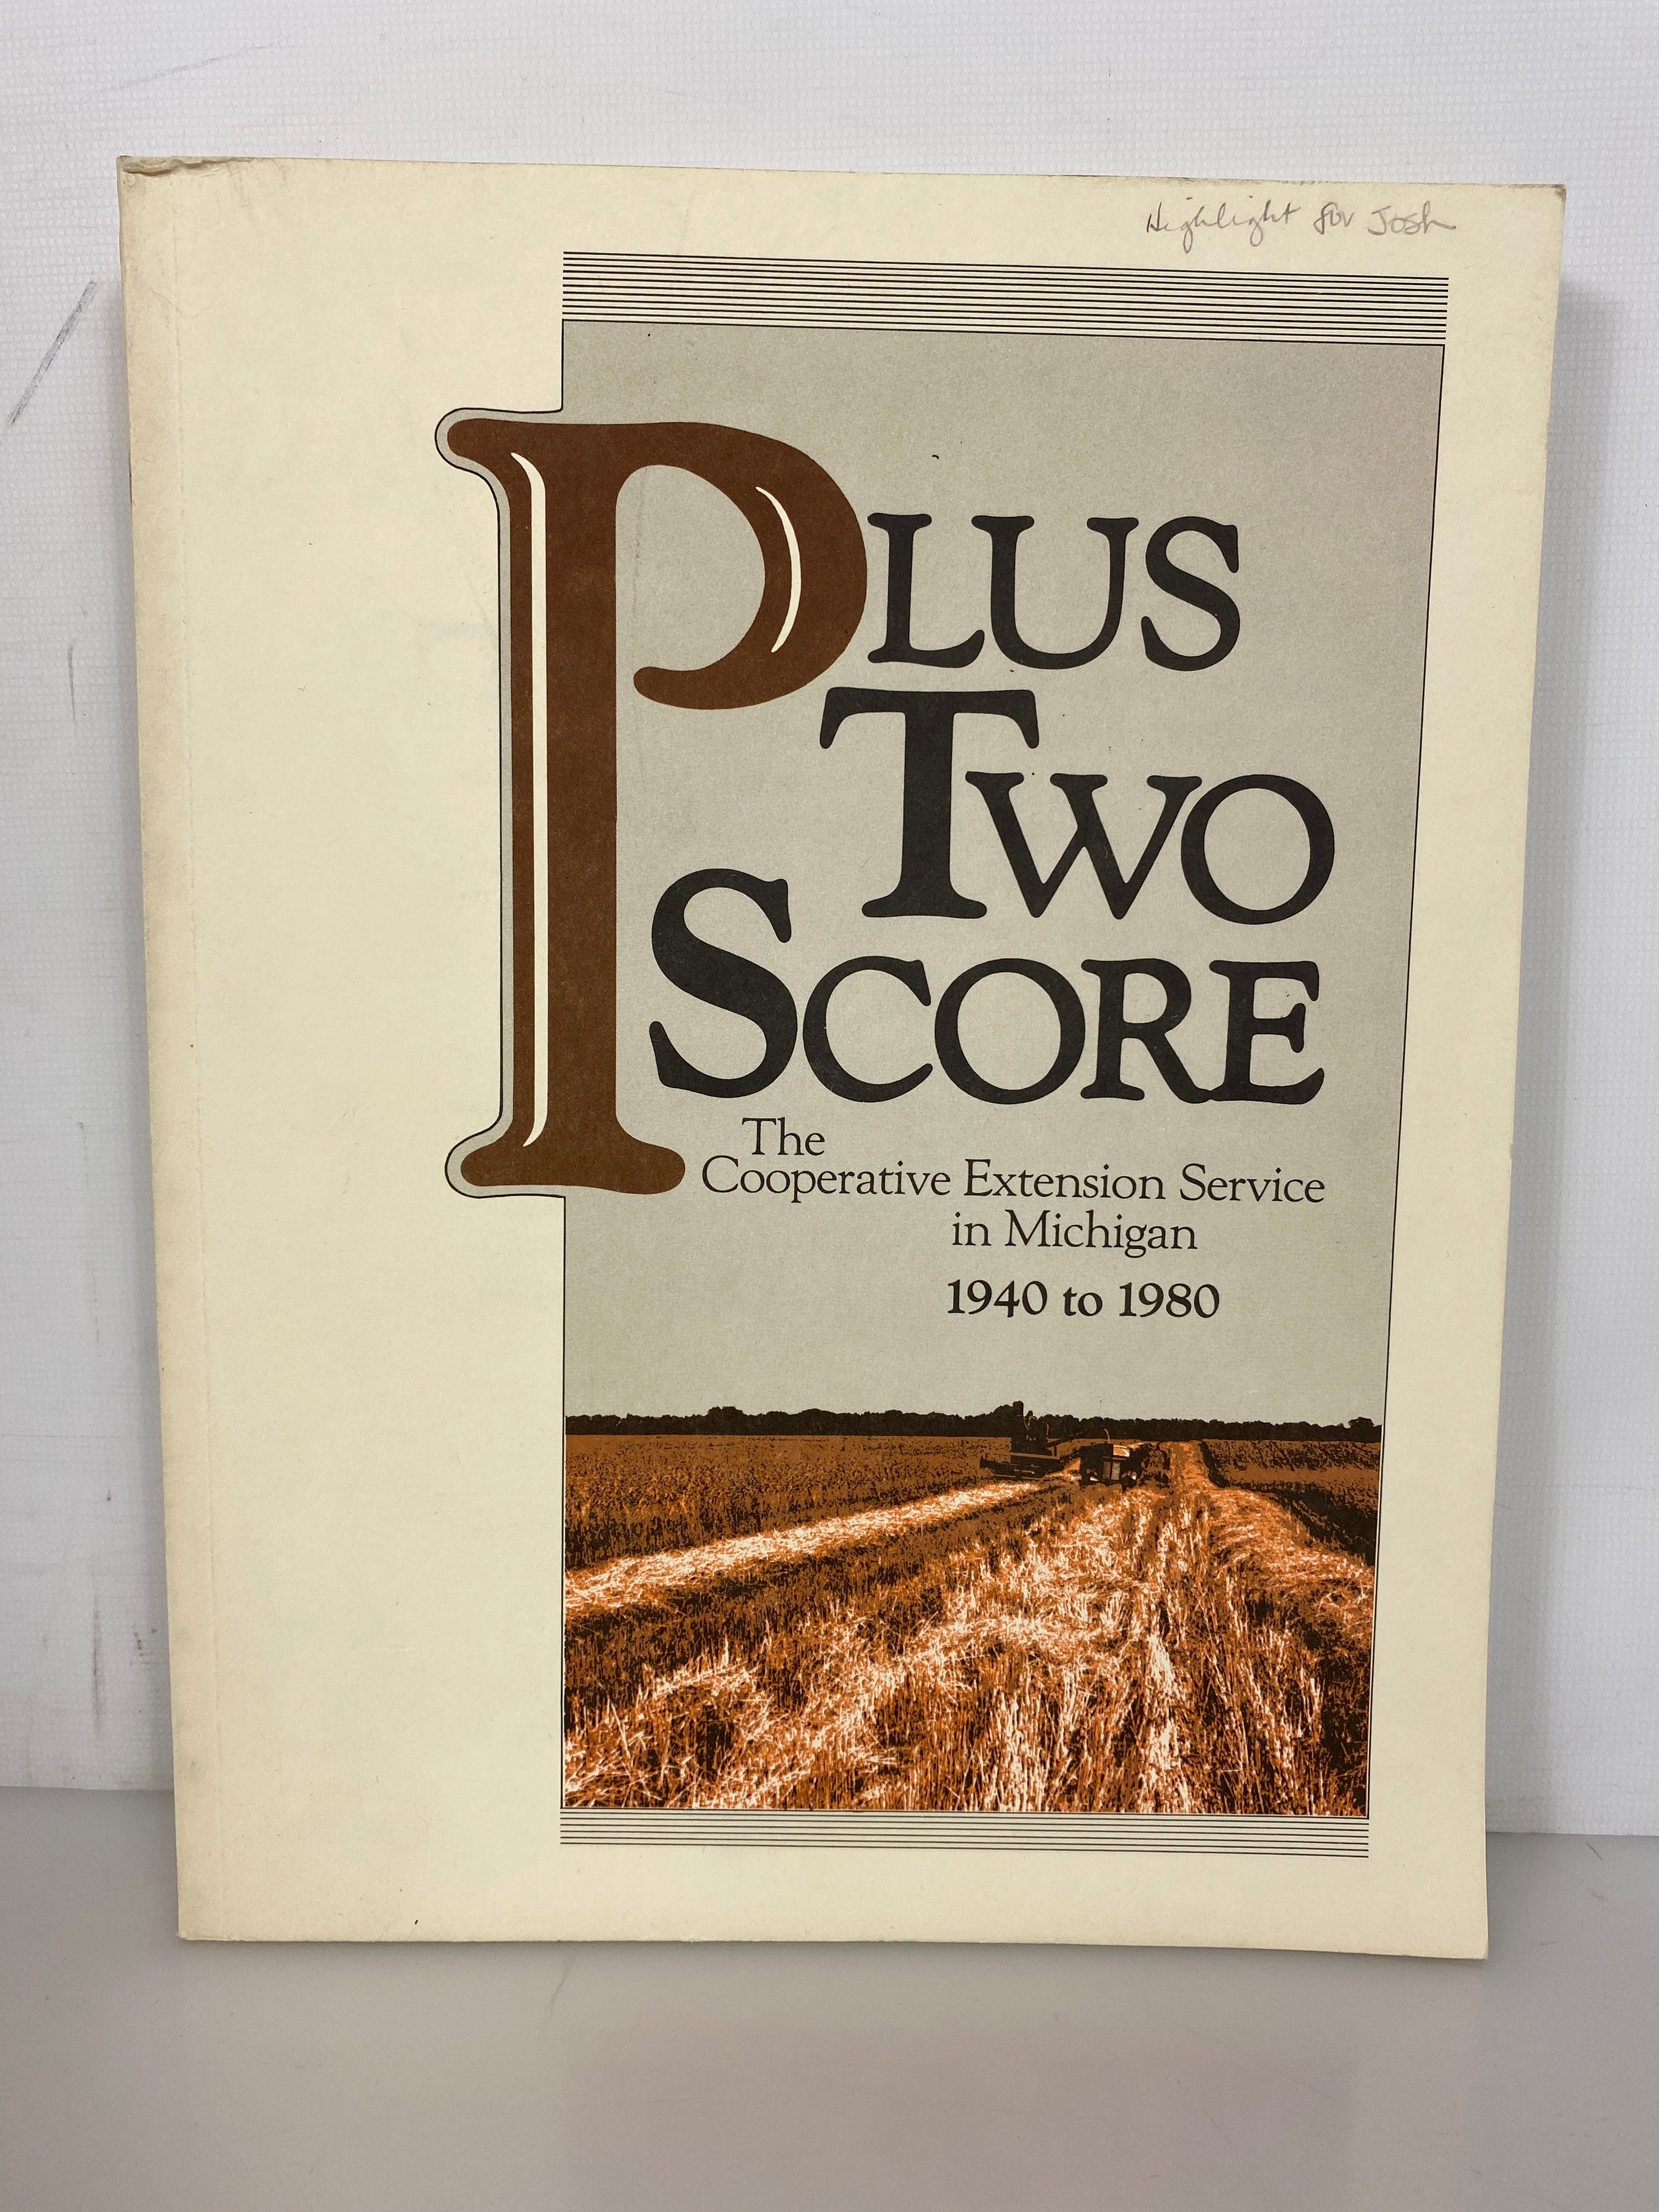 Highlight for Josh
PLUS
TWO
SCORE
The
Cooperative Extension Service
in Michigan
1940 to 1980